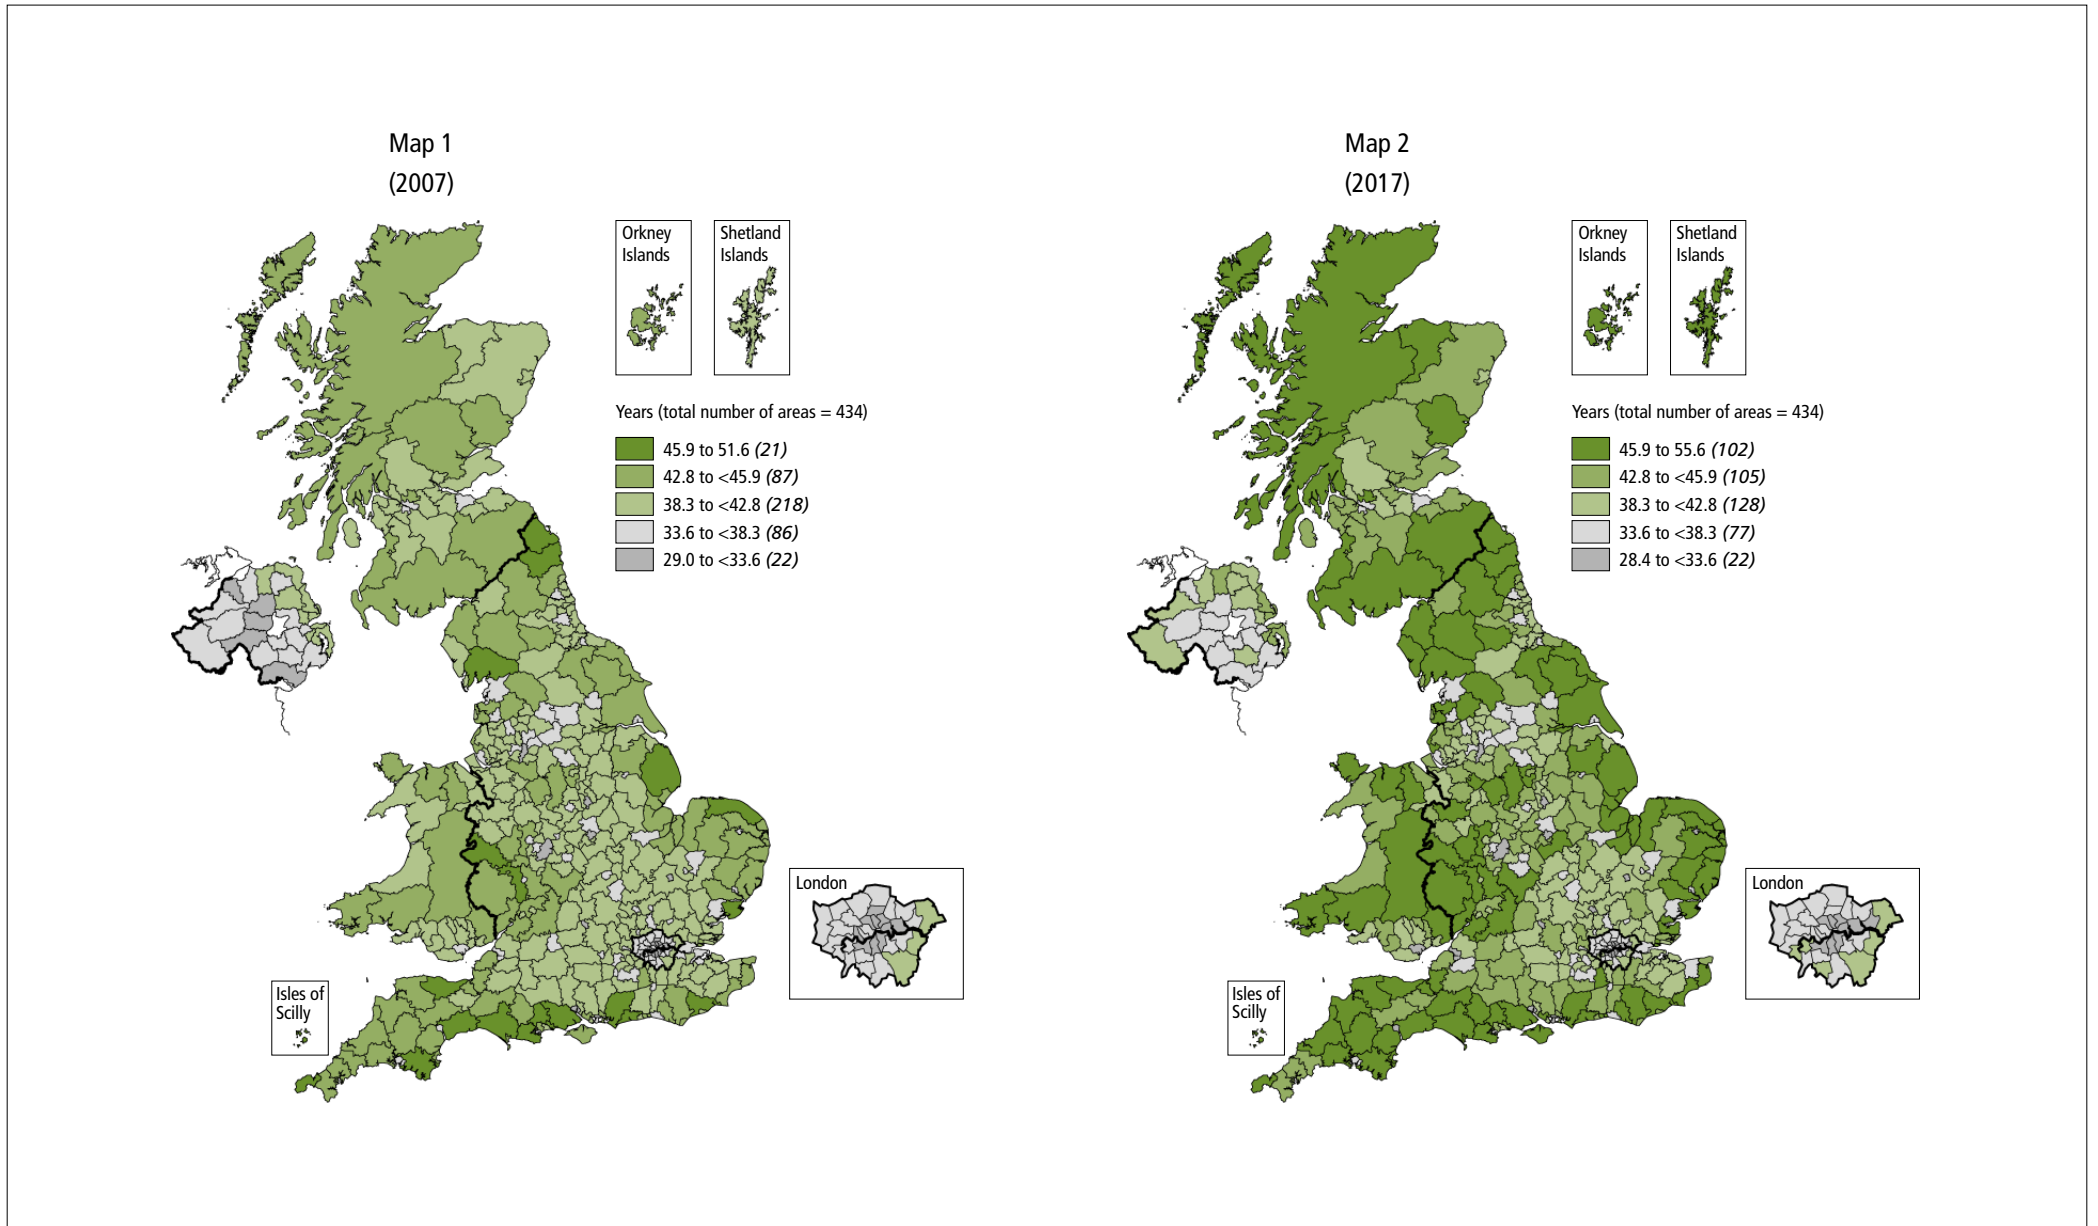 Map 1
(2007)
Orkney
Islands
Shetland
Islands
Years (total number of areas = 434)
45.9 to 51.6 (21)
42.8 to <45.9 (87)
38.3 to <42.8 (218)
33.6 to <38.3 (86)
29.0 to <33.6 (22)
London
Isles of
Scilly
Map 2
(2017)
Orkney
Islands
Shetland
Islands
Years (total number of areas = 434)
45.9 to 55.6 (102)
42.8 to <45.9 (105)
38.3 to <42.8 (128)
33.6 to <38.3 (77)
28.4 to <33.6 (22)
London
Isles of
Scilly